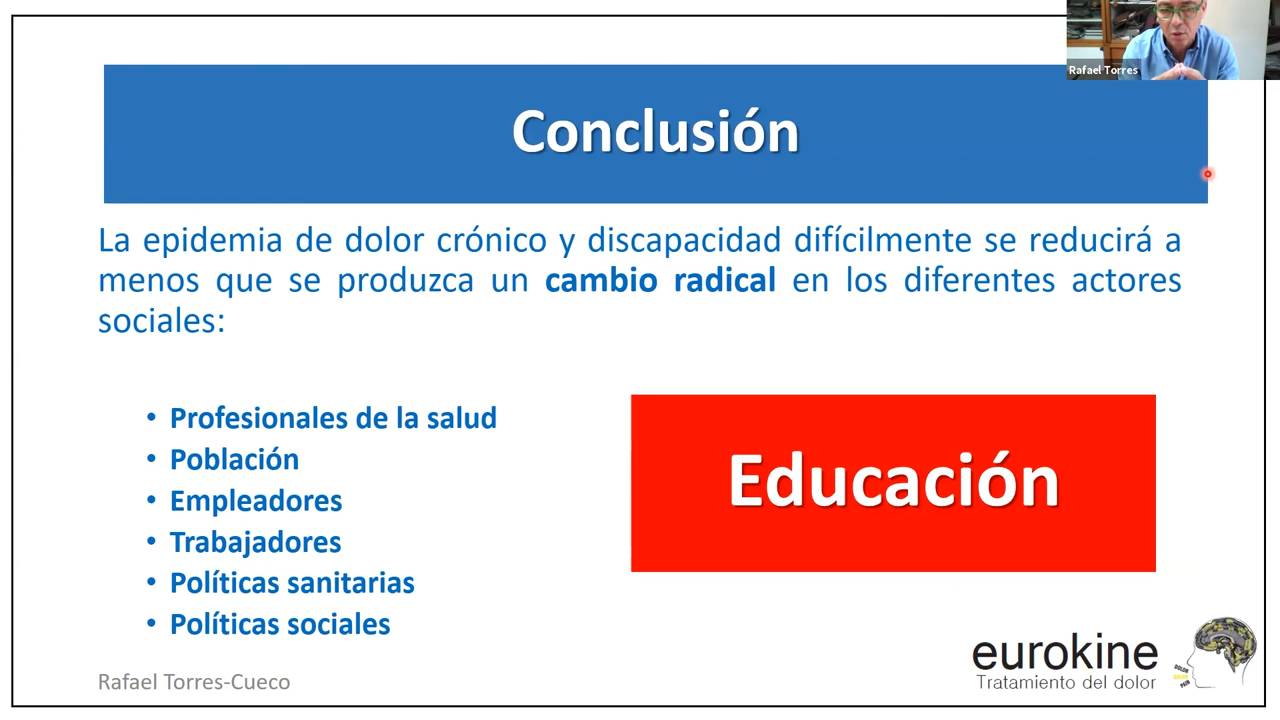 Rafael Torres
Conclusión
La epidemia de dolor crónico y discapacidad difícilmente se reducirá a
menos que se produzca un cambio radical en los diferentes actores
sociales:
• Profesionales de la salud
• Población
• Empleadores
• Trabajadores
• Políticas sanitarias
• Políticas sociales
Educación
Rafael Torres-Cueco
eurokine
Tratamiento del dolor
DOLOR
PAIN